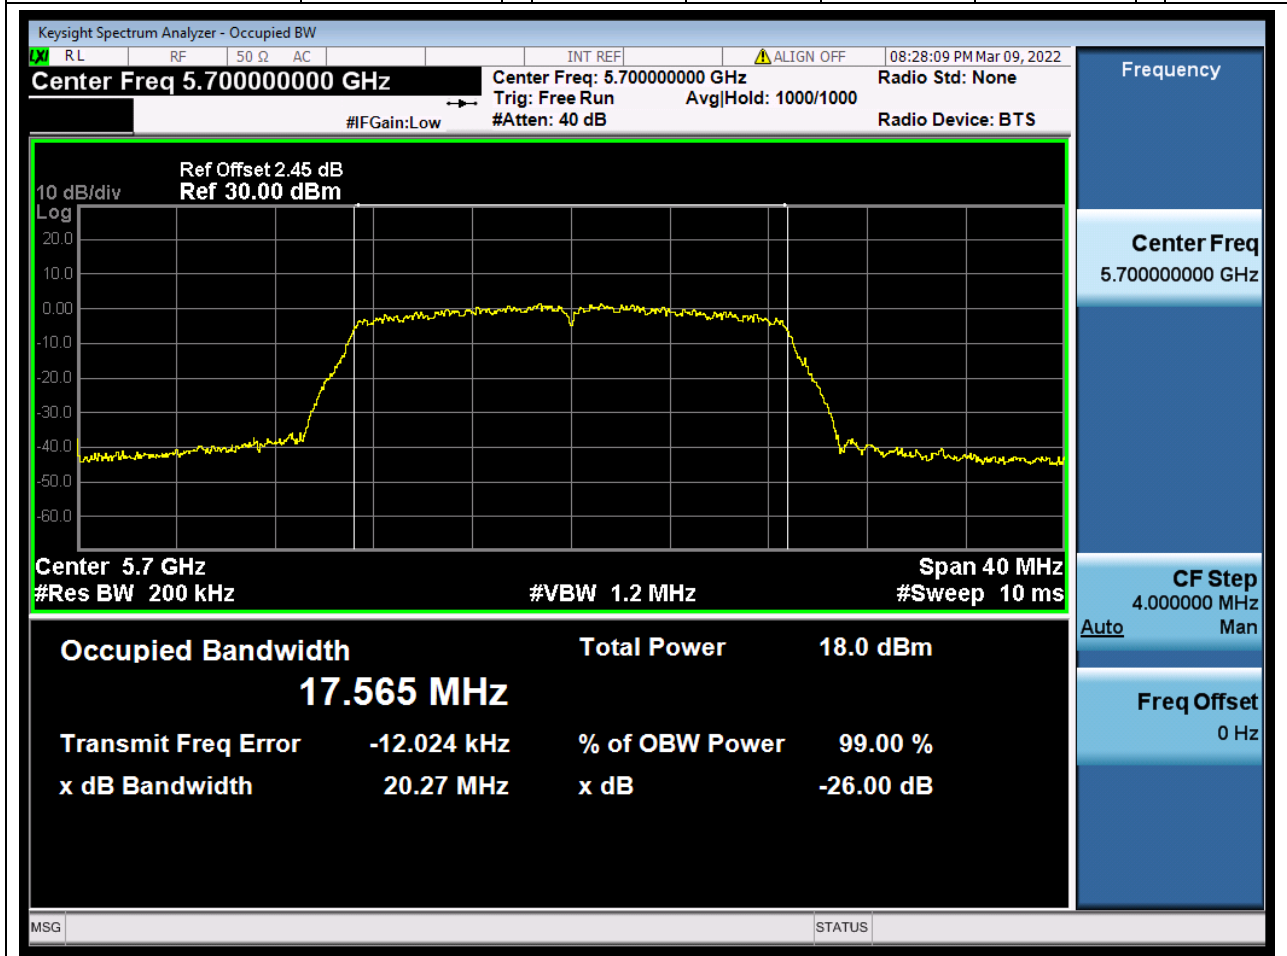 Keysight Spectrum Analyzer - Occupied BW
LXI RL RF 50 Ω AC INT REF ALIGN OFF 08:28:09 PM Mar 09, 2022
Center Freq 5.700000000 GHz
Center Freq: 5.700000000 GHz
Radio Std: None
Trig: Free Run Avg|Hold: 1000/1000
#IFGain:Low
#Atten: 40 dB
Radio Device: BTS
Ref Offset 2.45 dB
10 dB/div Ref 30.00 dBm
Log
20.0
10.0
0.00
-10.0
-20.0
-30.0
-40.0
-50.0
-60.0
Center 5.7 GHz
Span 40 MHz
#Res BW 200 kHz
#VBW 1.2 MHz
#Sweep 10 ms
Occupied Bandwidth
17.565 MHz
Total Power 18.0 dBm
Transmit Freq Error -12.024 kHz
% of OBW Power 99.00 %
x dB Bandwidth 20.27 MHz
x dB -26.00 dB
MSG
STATUS
Frequency
Center Freq
5.700000000 GHz
CF Step
4.000000 MHz
Auto Man
Freq Offset
0 Hz